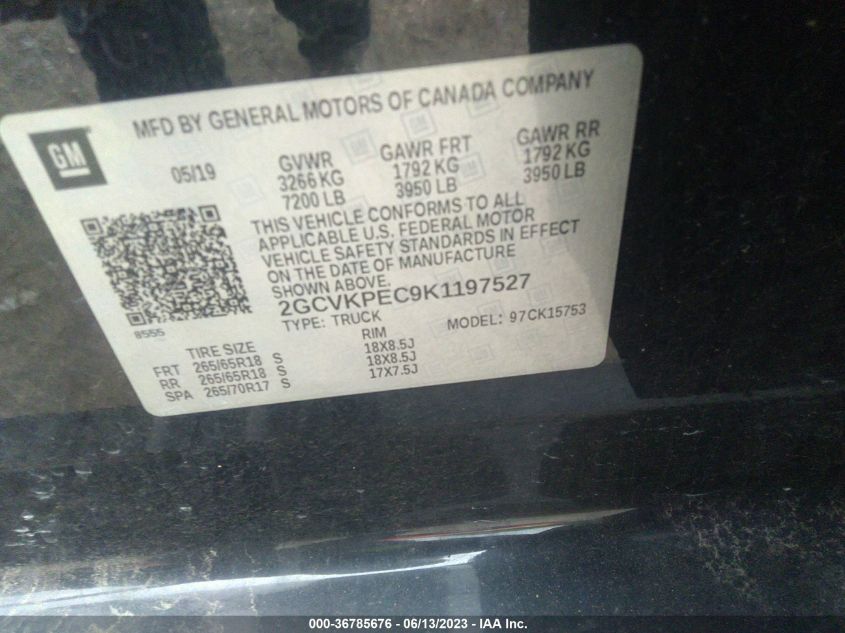 MFD BY GENERAL MOTORS OF CANADA COMPANY
GM
05/19 GVWR GAWR FRT GAWR RR
3266 KG 1792 KG 1792 KG
7200 LB 3950 LB 3950 LB
THIS VEHICLE CONFORMS TO ALL
APPLICABLE U.S. FEDERAL MOTOR
VEHICLE SAFETY STANDARDS IN EFFECT
ON THE DATE OF MANUFACTURE
SHOWN ABOVE.
2GCVKPEC9K1197527
8555
TYPE: TRUCK MODEL: 97CK15753
TIRE SIZE RIM
FRT 265/65R18 S 18X8.5J
RR 265/65R18 S 18X8.5J
SPA 265/70R17 S 17X7.5J
000-36785676 - 06/13/2023 - IAA Inc.